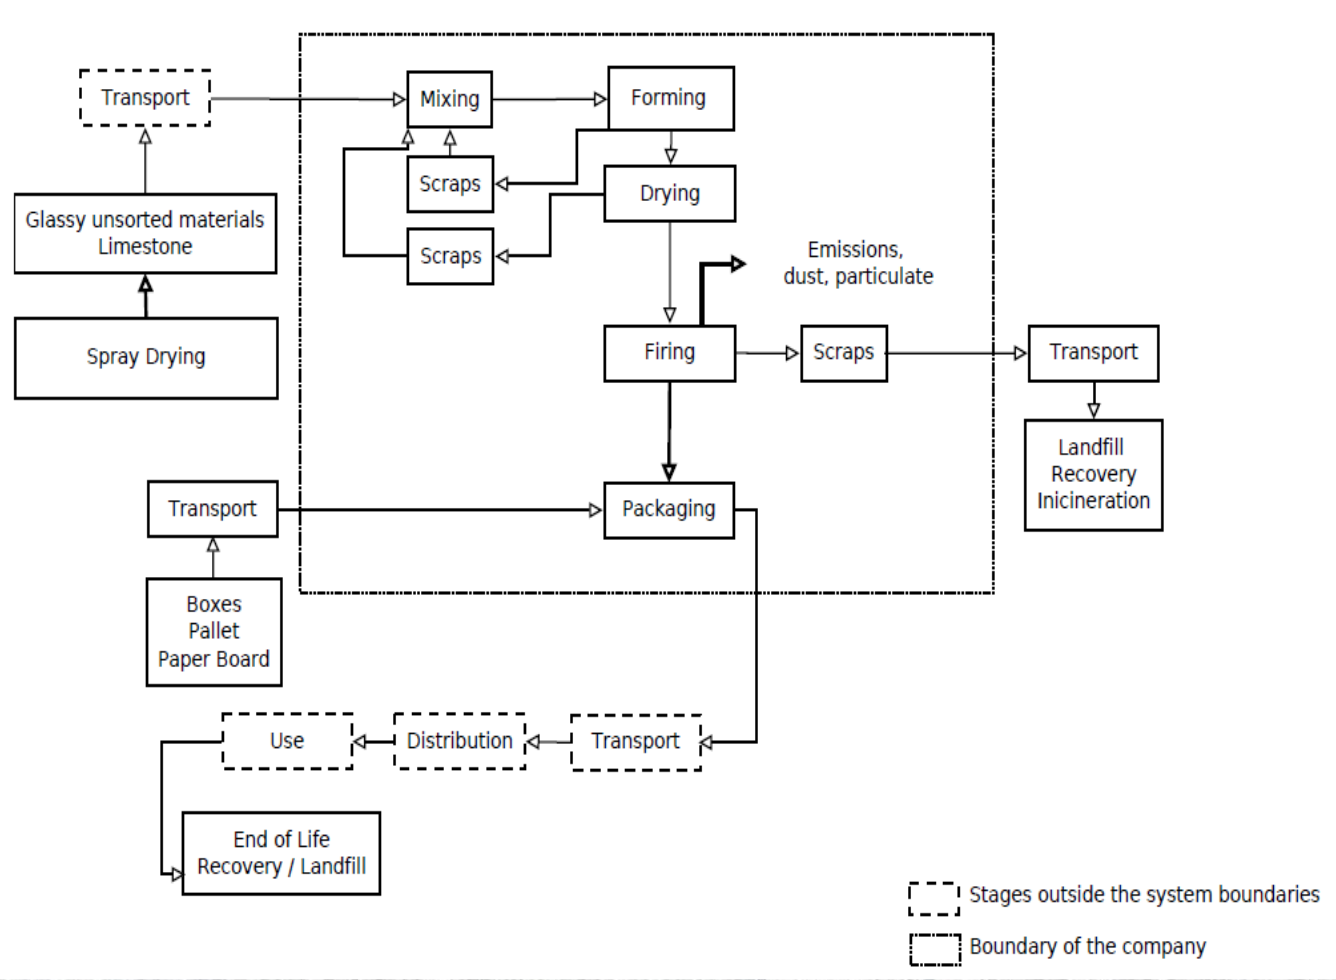 Transport
Mixing
Forming
Scraps
Drying
Glassy unsorted materials
Limestone
Scraps
Emissions,
dust, particulate
Spray Drying
Firing
Scraps
Transport
Landfill
Recovery
Inicineration
Transport
Packaging
Boxes
Pallet
Paper Board
Use
Distribution
Transport
End of Life
Recovery / Landfill
Stages outside the system boundaries
Boundary of the company